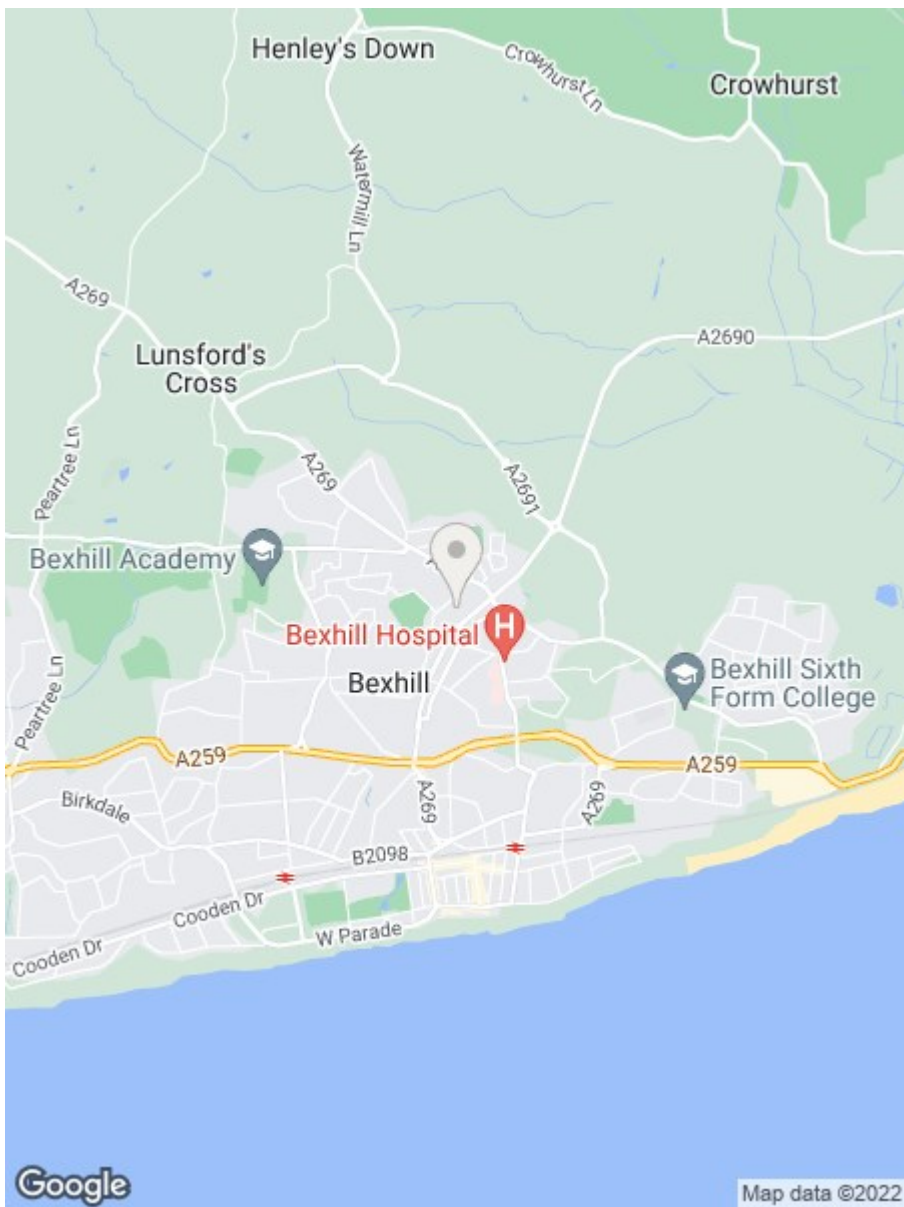 Henley's Down
Crowhurst Ln
Crowhurst
Watermill Ln
A269
A2690
Lunsford's
Cross
Peartree Ln
A269
A2691
Bexhill Academy
A
Bexhill Hospital
H
Bexhill
Bexhill Sixth
Form College
Peartree Ln
A259
A259
Birkdale
A269
A269
B2098
Cooden Dr
W Parade
Cooden Dr
Google
Map data ©2022